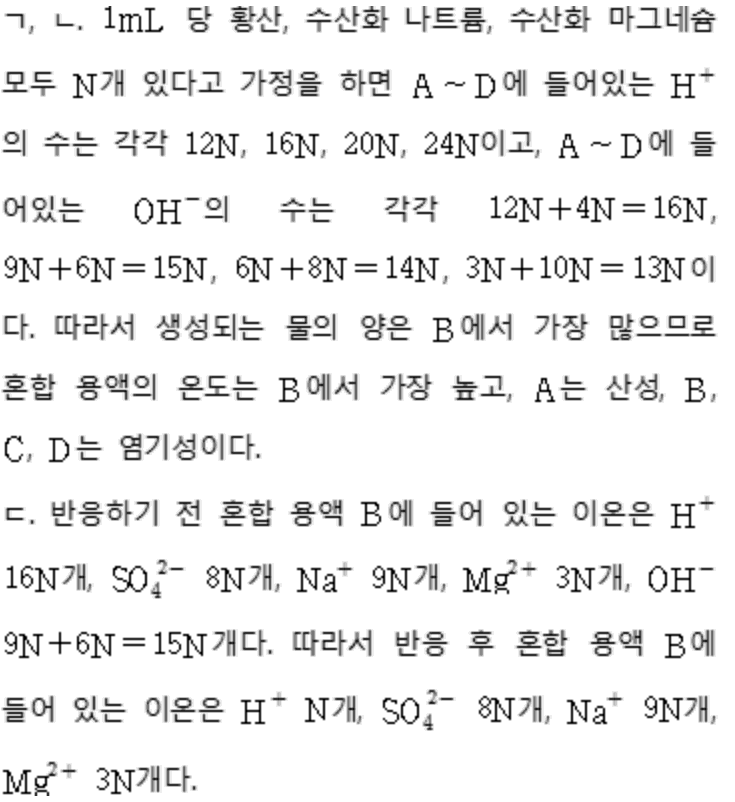 ㄱ, ㄴ. 1mL 당 황산, 수산화 나트륨, 수산화 마그네슘
모두 N개 있다고 가정을 하면 A ~ D에 들어있는 H⁺
의 수는 각각 12N, 16N, 20N, 24N이고, A ~ D에 들
어있는 OH⁻의 수는 각각 12N+4N=16N,
9N+6N=15N, 6N+8N=14N, 3N+10N=13N이
다. 따라서 생성되는 물의 양은 B에서 가장 많으므로
혼합 용액의 온도는 B에서 가장 높고, A는 산성, B,
C, D는 염기성이다.
ㄷ. 반응하기 전 혼합 용액 B에 들어 있는 이온은 H⁺
16N개, SO₄²⁻ 8N개, Na⁺ 9N개, Mg²⁺ 3N개, OH⁻
9N+6N=15N개다. 따라서 반응 후 혼합 용액 B에
들어 있는 이온은 H⁺ N개, SO₄²⁻ 8N개, Na⁺ 9N개,
Mg²⁺ 3N개다.